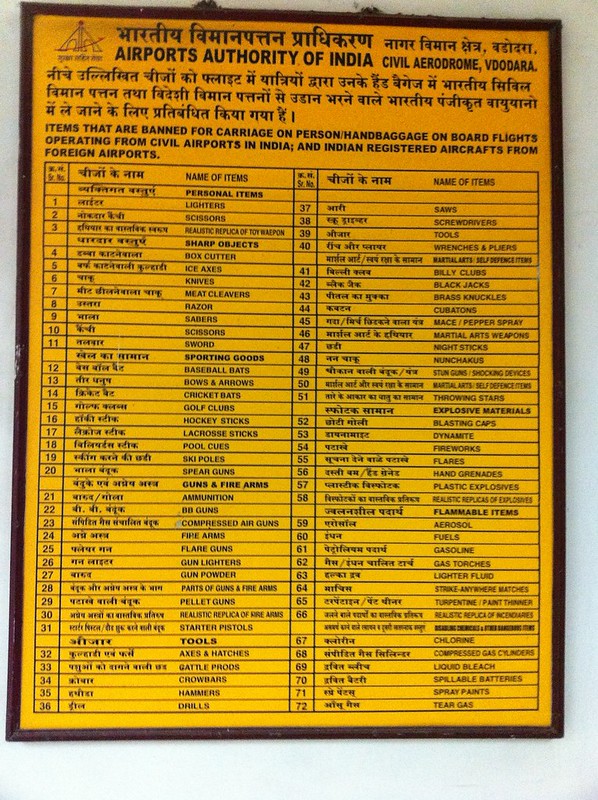 भारतीय विमानपत्तन प्राधिकरण नागर विमान क्षेत्र, वडोदरा,
AIRPORTS AUTHORITY OF INDIA CIVIL AERODROME, VDODARA.
नीचे उल्लिखित चीजों को फ्लाइट में यात्रियों द्वारा उनके हैंड बैगेज में भारतीय सिविल
विमान पत्तन तथा विदेशी विमान पत्तनों से उडान भरने वाले भारतीय पंजीकृत वायुयानो
में ले जाने के लिए प्रतिबंधित किया गया हैं ।
ITEMS THAT ARE BANNED FOR CARRIAGE ON PERSON/HANDBAGGAGE ON BOARD FLIGHTS
OPERATING FROM CIVIL AIRPORTS IN INDIA; AND INDIAN REGISTERED AIRCRAFTS FROM
FOREIGN AIRPORTS.
क्र. सं. Sr. No. चीजों के नाम NAME OF ITEMS
व्यक्तिगत वस्तुएं PERSONAL ITEMS
1 लाईटर LIGHTERS
2 नोकदार कैंची SCISSORS
3 हथियार का वास्तविक स्वरूप REALISTIC REPLICA OF TOY WAEPON
धारदार वस्तुएं SHARP OBJECTS
4 डब्बा काटनेवाला BOX CUTTER
5 बर्फ काटनेवाली कुल्हाडी ICE AXES
6 चाकू KNIVES
7 मीट छीलनेवाला चाकू MEAT CLEAVERS
8 उस्तरा RAZOR
9 भाला SABERS
10 कैंची SCISSORS
11 तलवार SWORD
खेल का सामान SPORTING GOODS
12 बेस बॉल बैट BASEBALL BATS
13 तीर धनुष BOWS & ARROWS
14 क्रिकेट बैट CRICKET BATS
15 गोल्फ क्लब्स GOLF CLUBS
16 हॉकी स्टीक HOCKEY STICKS
17 लैक्रोज स्टीक LACROSSE STICKS
18 बिलियर्डस स्टीक POOL CUES
19 स्कींग करने की छडी SKI POLES
20 भाला बंदूक SPEAR GUNS
बंदुके एवं अग्नेय अस्त्र GUNS & FIRE ARMS
21 बारुद/गोला AMMUNITION
22 बी. बी. बंदूक BB GUNS
23 संपिडित गैस संचालित बंदूक COMPRESSED AIR GUNS
24 अग्ने अस्त्र FIRE ARMS
25 फ्लेयर गन FLARE GUNS
26 गन लाइटर GUN LIGHTERS
27 बारुद GUN POWDER
28 बंदूक और अग्नेय अस्त्र के भाग PARTS OF GUNS & FIRE ARMS
29 पटाखे वाली बंदूक PELLET GUNS
30 अग्नेय अस्त्रों का वास्तविक प्रतिरूप REALISTIC REPLICA OF FIRE ARMS
31 स्टार्टर पिस्टल/दौड़ शुरू करने वाली बंदूके STARTER PISTOLS
औजार TOOLS
32 कुल्हाडी एवं फर्से AXES & HATCHES
33 पशुओं को दागने वाली छड GATTLE PRODS
34 क्रोबार CROWBARS
35 हथौडा HAMMERS
36 ड्रील DRILLS
क्र. सं. Sr. No. चीजों के नाम NAME OF ITEMS
37 आरी SAWS
38 स्क्रू ड्राइव्हर SCREWDRIVERS
39 औजार TOOLS
40 रींच और प्लायर WRENCHES & PLIERS
मार्शल आर्ट/स्वयं रक्षा के सामान MARTIAL ARTS/ SELF DEFENCE ITEMS
41 बिल्ली क्लब BILLY CLUBS
42 ब्लैक जैक BLACK JACKS
43 पीतल का मुक्का BRASS KNUCKLES
44 कबटन CUBATONS
45 गदा/मिर्च छिडकने वाला यंत्र MACE / PEPPER SPRAY
46 मार्शल आर्ट के हथियार MARTIAL ARTS WEAPONS
47 छडी NIGHT STICKS
48 नन चाकू NUNCHAKUS
49 चौंकाने वाली बंदूक/यंत्र STUN GUNS / SHOCKING DEVICES
50 मार्शल आर्ट और स्वयं रक्षा के सामान MARTIAL ARTS / SELF DEFENCE ITEMS
51 तारे के आकार का धातु का सामान THROWING STARS
स्फोटक सामान EXPLOSIVE MATERIALS
52 छोटी गोली BLASTING CAPS
53 डायनामाइट DYNAMITE
54 पटाखे FIREWORKS
55 सूचना देने वाले पटाखे FLARES
56 दस्ती बम/हैंड ग्रेनेड HAND GRENADES
57 प्लास्टीक विस्फोटक PLASTIC EXPLOSIVES
58 विस्फोटकों का वास्तविक प्रतिरूप REALISTIC REPLICAS OF EXPLOSIVES
ज्वलनशील पदार्थ FLAMMABLE ITEMS
59 एरोसॉल AEROSOL
60 ईंधन FUELS
61 पेट्रोलियम पदार्थ GASOLINE
62 गैस/ईंधन चालित टार्च GAS TORCHES
63 हल्का द्रव LIGHTER FLUID
64 माचिस STRIKE-ANYWHERE MATCHES
65 टरपेंटाईन/पेंट थीनर TURPENTINE / PAINT THINNER
66 जलने वाले पदार्थों का वास्तविक प्रतिरूप REALISTIC REPLICA OF INCENDIARIES
DISABLING CHEMICALS & OTHER DANGEROUS ITEMS
67 क्लोरीन CHLORINE
68 संपीडित गैस सिलिन्डर COMPRESSED GAS CYLINDERS
69 द्रवित ब्लीच LIQUID BLEACH
70 द्रवित बैटरी SPILLABLE BATTERIES
71 स्प्रे पेंटस् SPRAY PAINTS
72 आँसू गैस TEAR GAS